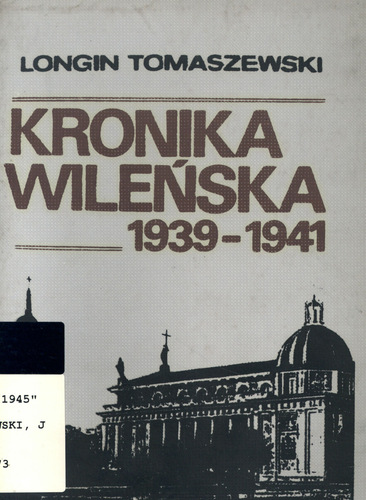 LONGIN TOMASZEWSKI
KRONIKA
WILEŃSKA
1939-1941
1945"
WSKI, J
73